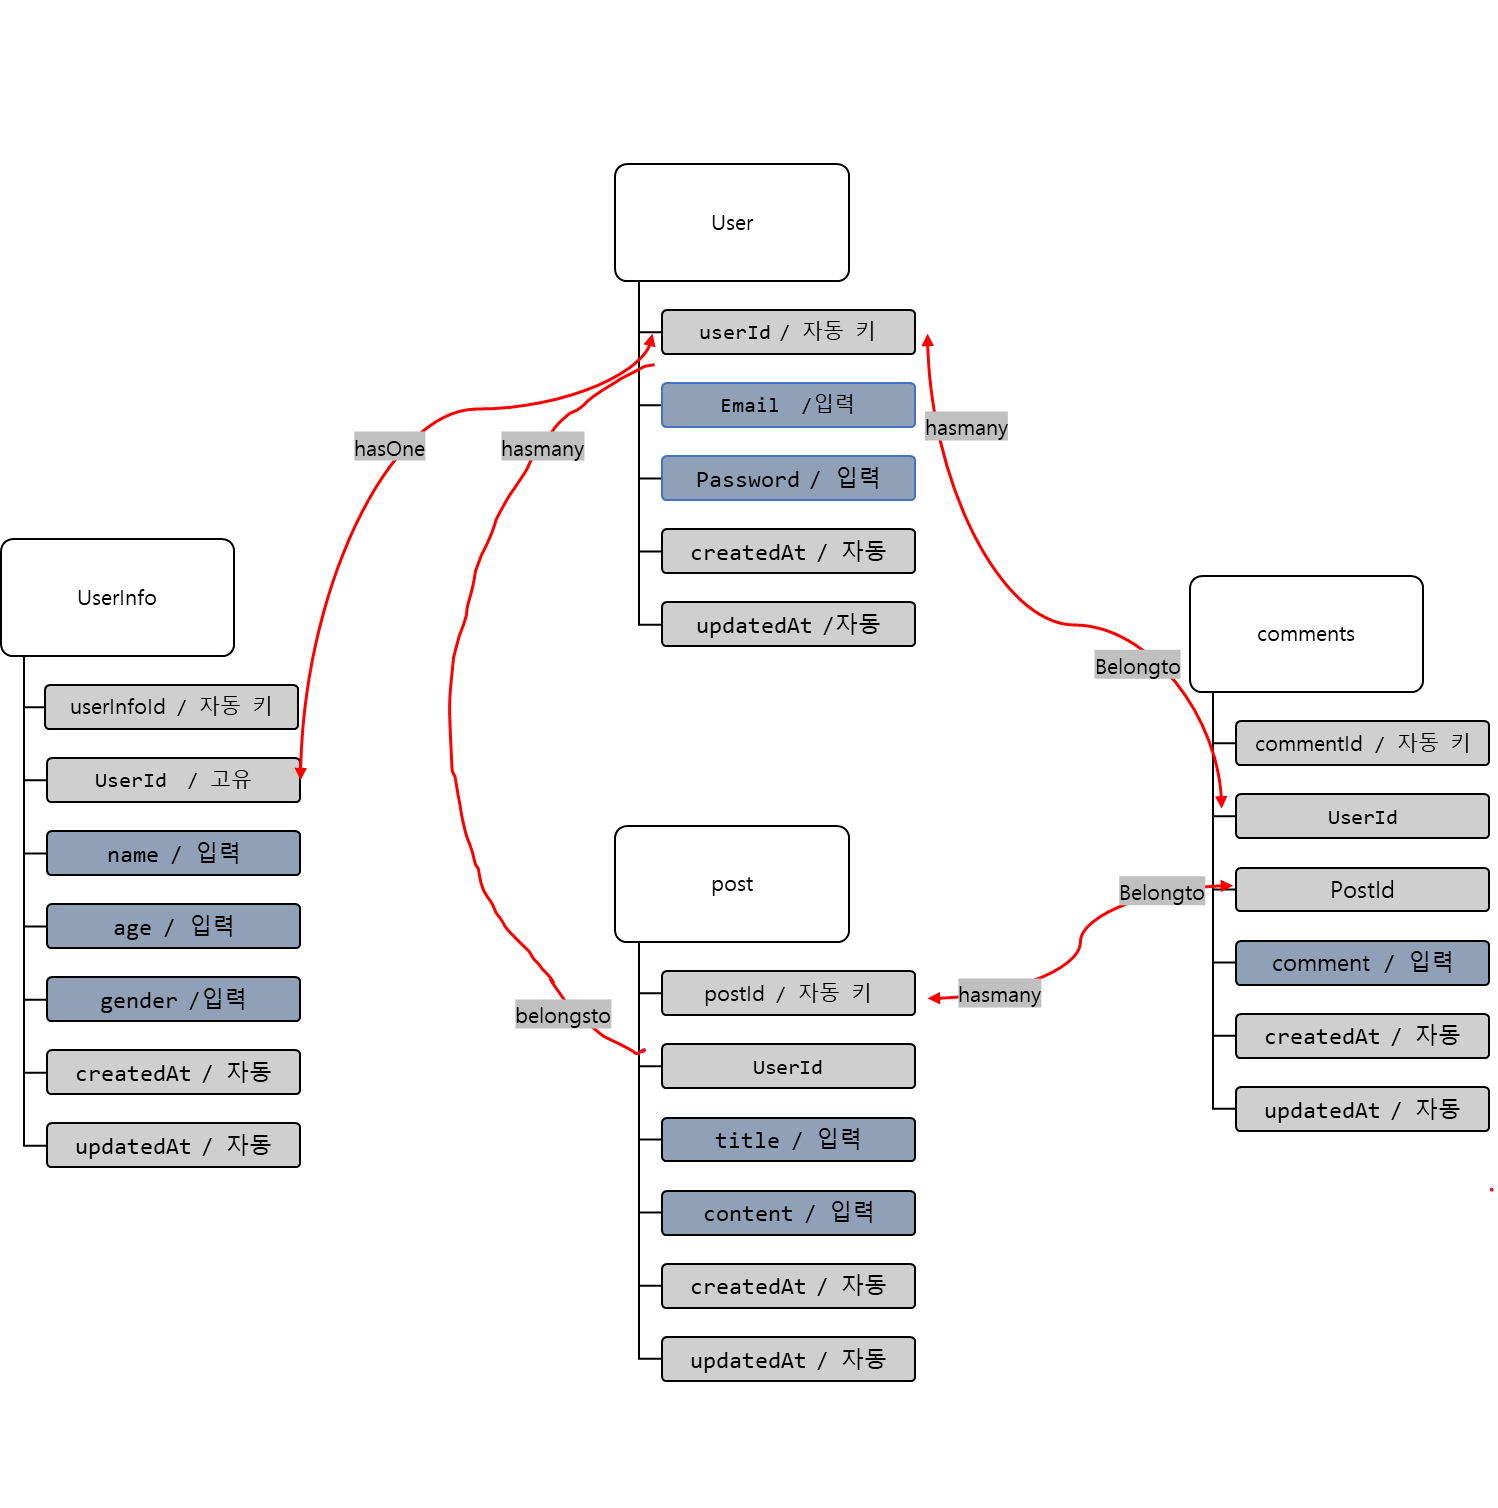 User
userId / 자동 키
Email /입력
Password / 입력
createdAt / 자동
updatedAt /자동
hasOne
hasmany
hasmany
UserInfo
userInfoId / 자동 키
UserId / 고유
name / 입력
age / 입력
gender /입력
createdAt / 자동
updatedAt / 자동
belongsto
post
postId / 자동 키
UserId
title / 입력
content / 입력
createdAt / 자동
updatedAt / 자동
hasmany
Belongto
Belongto
comments
commentId / 자동 키
UserId
PostId
comment / 입력
createdAt / 자동
updatedAt / 자동